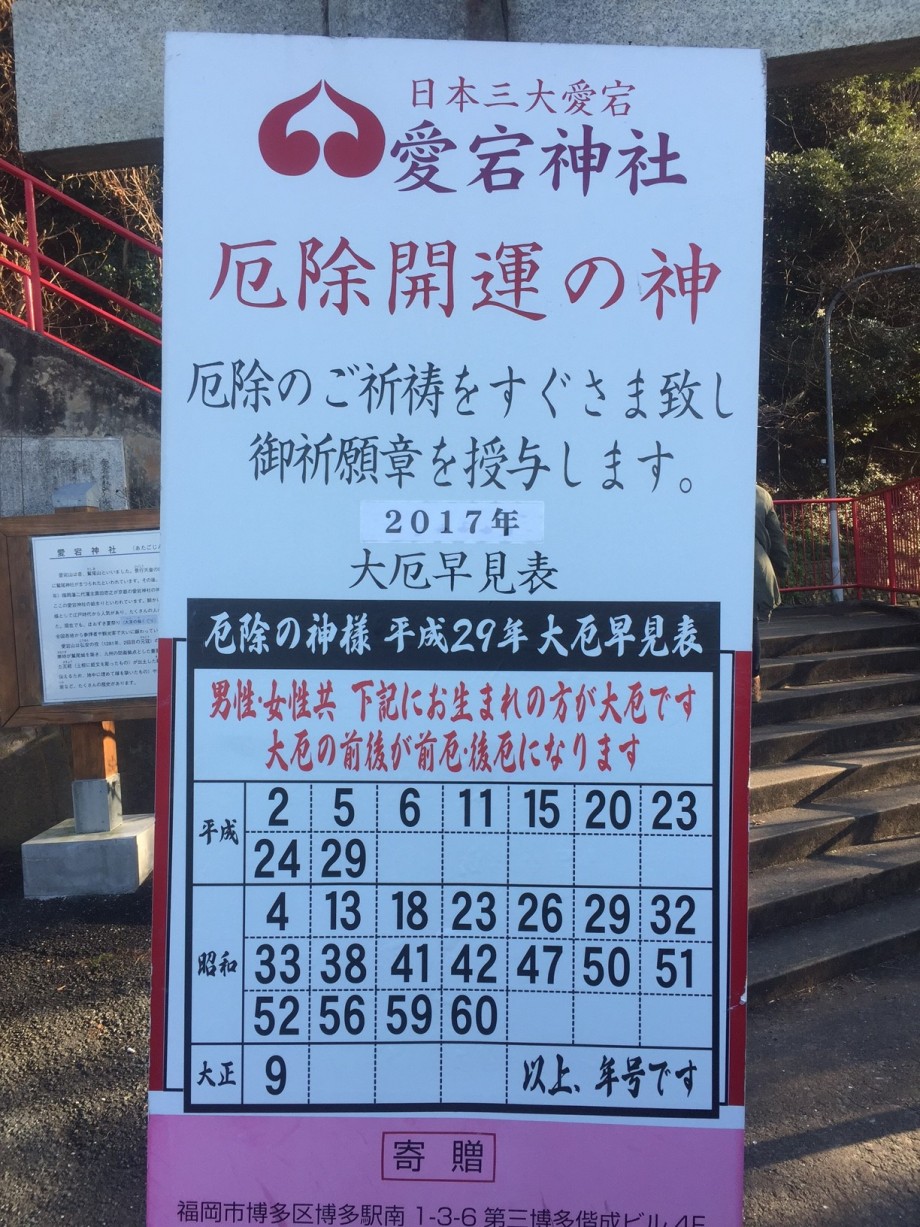 日本三大愛宕
愛宕神社
厄除開運の神
厄除のご祈祷をすぐさま致し
御祈願章を授与します。
2017年
大厄早見表
厄除の神様 平成29年 大厄早見表
男性・女性共 下記にお生まれの方が大厄です
大厄の前後が前厄・後厄になります
平成 2 5 6 11 15 20 23
24 29
昭和 4 13 18 23 26 29 32
33 38 41 42 47 50 51
52 56 59 60
大正 9 以上、年号です
寄贈
福岡市博多区博多駅南1-3-6 第三博多偕成ビル 4F
愛宕神社